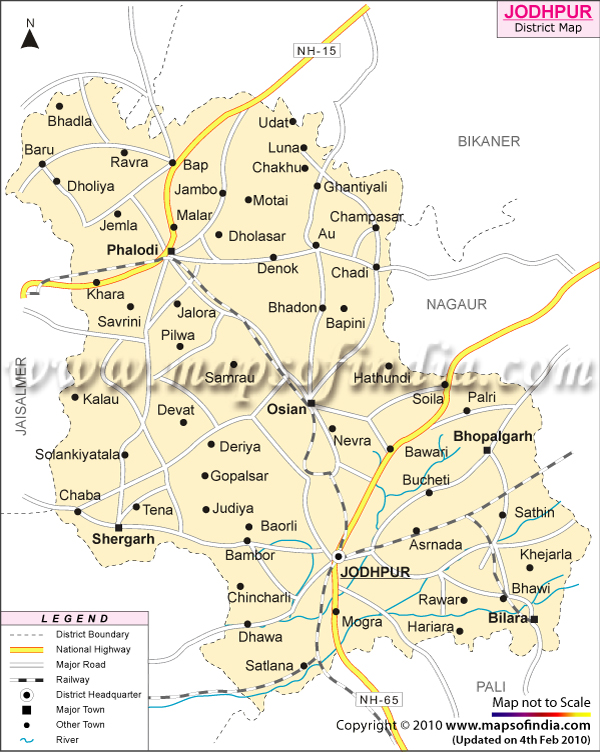 JODHPUR
District Map
N
NH-15
BIKANER
Bhadla
Udat
Baru
Ravra
Bap
Luna
Chakhu
Dholiya
Jambo
Motai
Ghantiyali
Jemla
Malar
Champasar
Phalodi
Dholasar
Au
Denok
Chadi
Khara
NAGAUR
Savrini
Jalora
Bhadon
Bapini
Pilwa
www.mapsofindia.com
JAISALMER
Samrau
Hathundi
Kalau
Soila
Devat
Osian
Palri
Solankiyatala
Deriya
Nevra
Bawari
Bhopalgarh
Gopalsar
Bucheti
Chaba
Tena
Judiya
Sathin
Shergarh
Baorli
Asrnada
Bambor
Khejarla
JODHPUR
Chincharli
Rawar
Bhawi
Dhawa
Mogra
Hariara
Bilara
Satlana
PALI
NH-65
LEGEND
District Boundary
National Highway
Major Road
Railway
District Headquarter
Major Town
Other Town
River
Map not to Scale
Copyright © 2010 www.mapsofindia.com
(Updated on 4th Feb 2010)